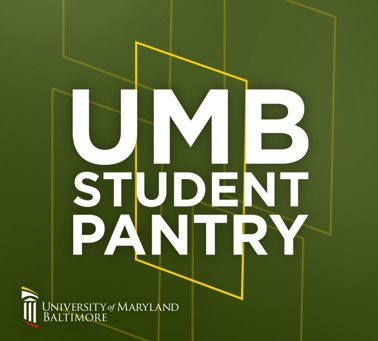 UMB
STUDENT
PANTRY
UNIVERSITY of MARYLAND
BALTIMORE